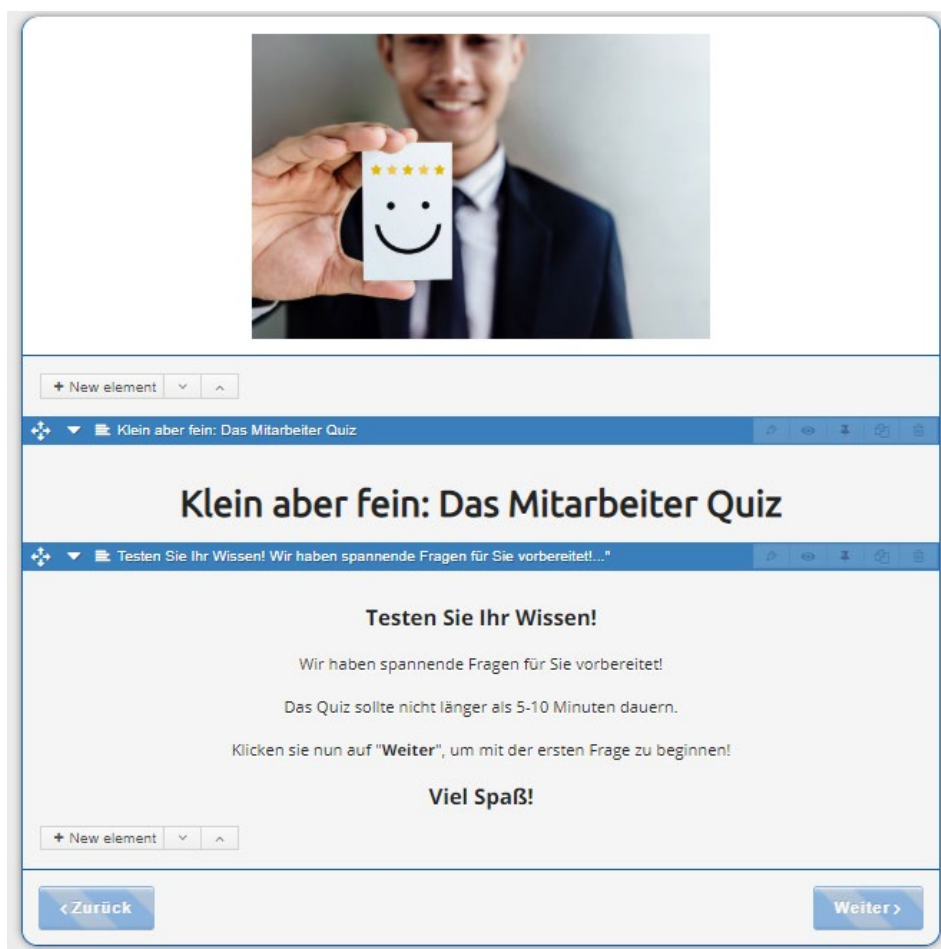 + New element
Klein aber fein: Das Mitarbeiter Quiz
Klein aber fein: Das Mitarbeiter Quiz
Testen Sie Ihr Wissen! Wir haben spannende Fragen für Sie vorbereitet!..."
Testen Sie Ihr Wissen!
Wir haben spannende Fragen für Sie vorbereitet!
Das Quiz sollte nicht länger als 5-10 Minuten dauern.
Klicken sie nun auf "Weiter", um mit der ersten Frage zu beginnen!
Viel Spaß!
+ New element
‹ Zurück
Weiter ›